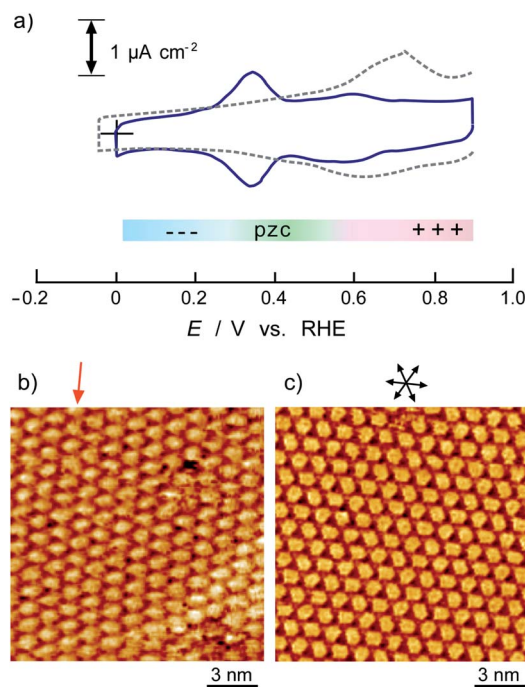 a)
1 μA cm⁻²
--- pzc +++
−0.2 0 0.2 0.4 0.6 0.8 1.0
E / V vs. RHE
b) c)
3 nm 3 nm